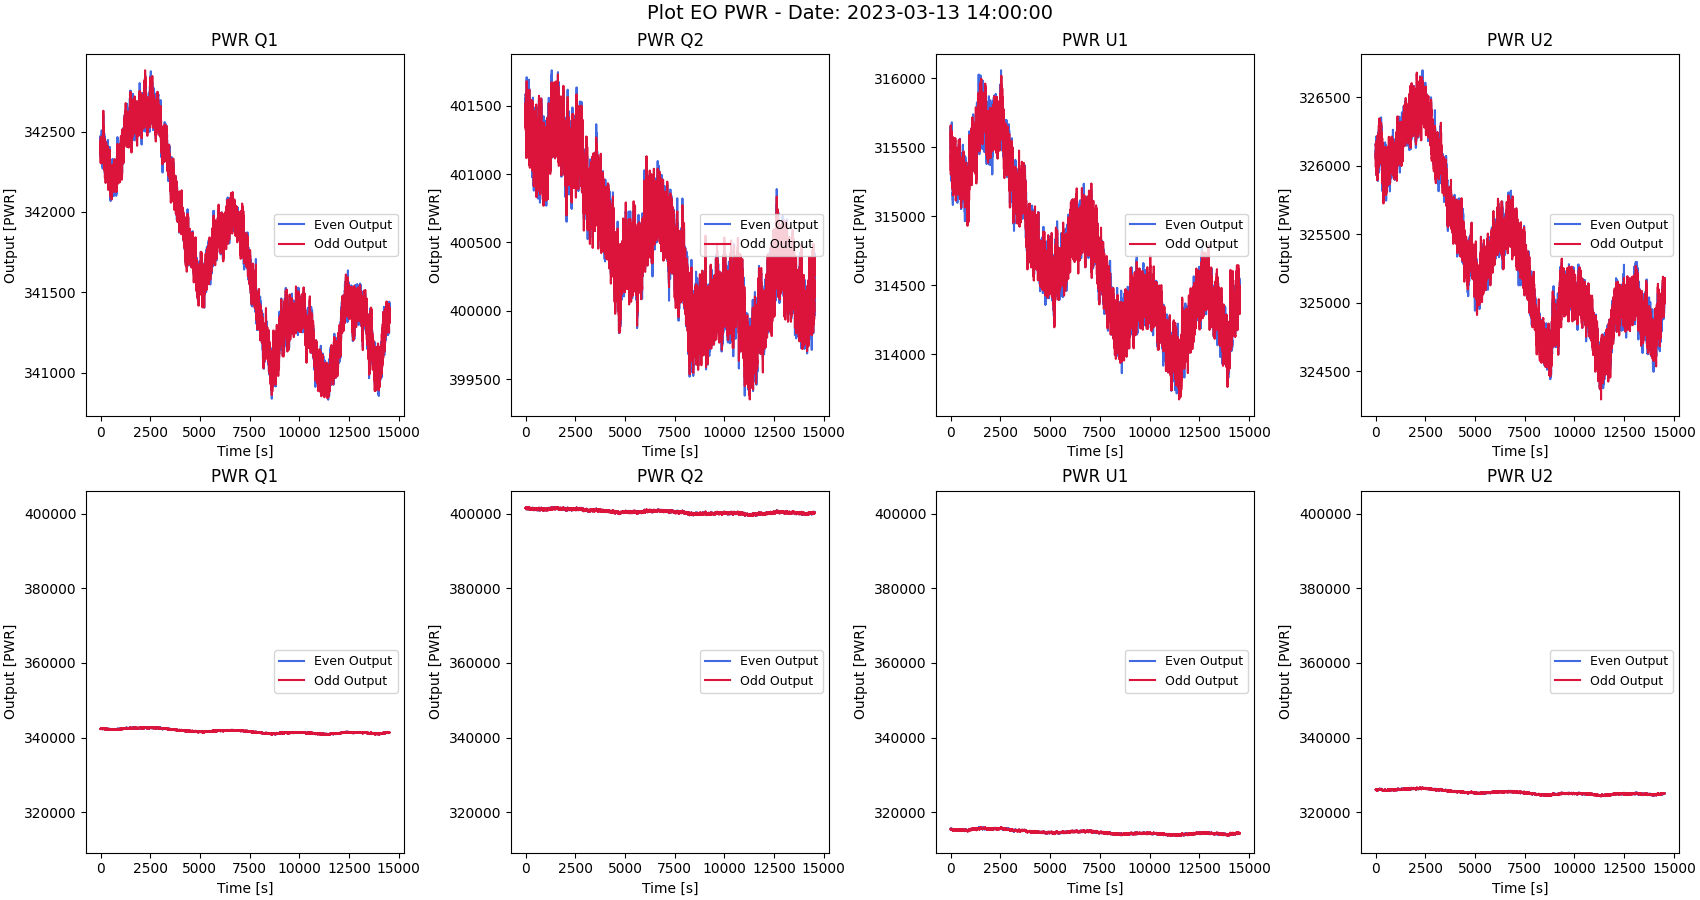 Plot EO PWR - Date: 2023-03-13 14:00:00
PWR Q1
Output [PWR]
342500
342000
341500
341000
0 2500 5000 7500 10000 12500 15000
Time [s]
Even Output
Odd Output
PWR Q2
Output [PWR]
401500
401000
400500
400000
399500
0 2500 5000 7500 10000 12500 15000
Time [s]
Even Output
Odd Output
PWR U1
Output [PWR]
316000
315500
315000
314500
314000
0 2500 5000 7500 10000 12500 15000
Time [s]
Even Output
Odd Output
PWR U2
Output [PWR]
326500
326000
325500
325000
324500
0 2500 5000 7500 10000 12500 15000
Time [s]
Even Output
Odd Output
PWR Q1
Output [PWR]
400000
380000
360000
340000
320000
0 2500 5000 7500 10000 12500 15000
Time [s]
Even Output
Odd Output
PWR Q2
Output [PWR]
400000
380000
360000
340000
320000
0 2500 5000 7500 10000 12500 15000
Time [s]
Even Output
Odd Output
PWR U1
Output [PWR]
400000
380000
360000
340000
320000
0 2500 5000 7500 10000 12500 15000
Time [s]
Even Output
Odd Output
PWR U2
Output [PWR]
400000
380000
360000
340000
320000
0 2500 5000 7500 10000 12500 15000
Time [s]
Even Output
Odd Output